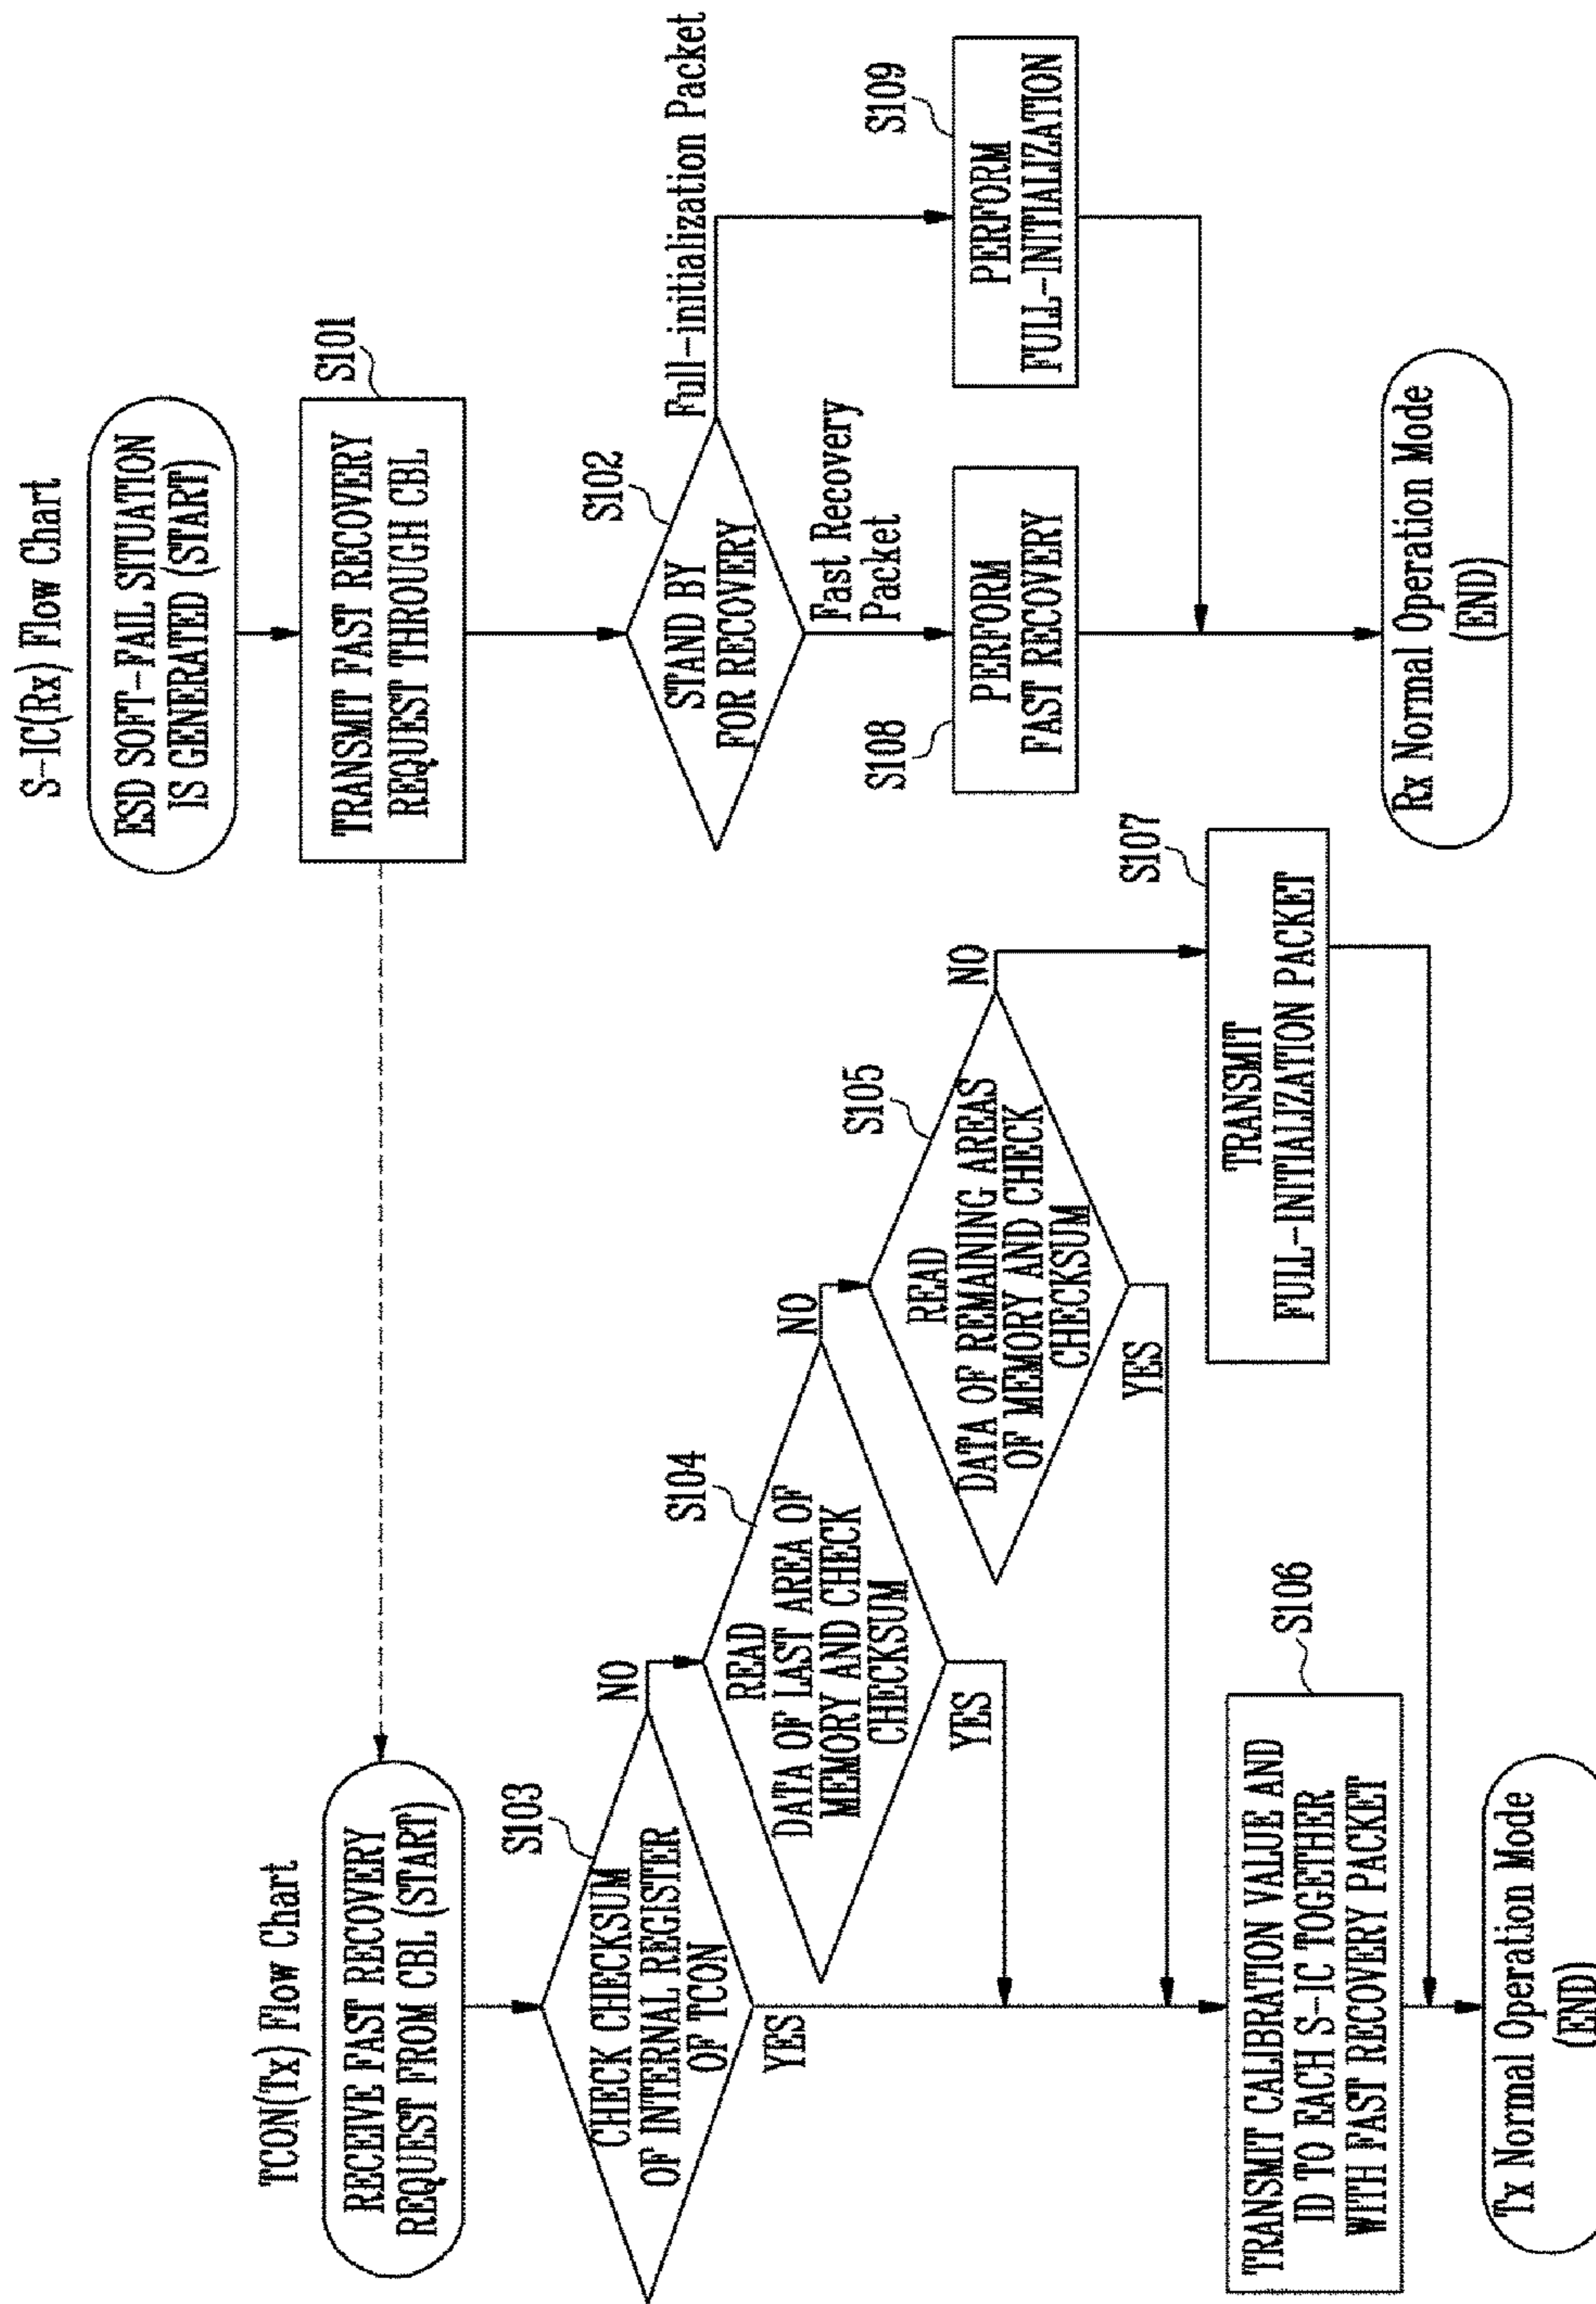 TCON(Tx) Flow Chart
RECEIVE FAST RECOVERY
REQUEST FROM CBL (START)
S103
CHECK CHECKSUM
OF INTERNAL REGISTER
OF TCON
NO
YES
S104
READ
DATA OF LAST AREA OF
MEMORY AND CHECK
CHECKSUM
NO
YES
S105
READ
DATA OF REMAINING AREAS
OF MEMORY AND CHECK
CHECKSUM
NO
YES
S106
TRANSMIT CALIBRATION VALUE AND
ID TO EACH S-IC TOGETHER
WITH FAST RECOVERY PACKET
S107
TRANSMIT
FULL-INITIALIZATION PACKET
Tx Normal Operation Mode
(END)
S-IC(Rx) Flow Chart
ESD SOFT-FAIL SITUATION
IS GENERATED (START)
S101
TRANSMIT FAST RECOVERY
REQUEST THROUGH CBL
S102
STAND BY
FOR RECOVERY
Full-initialization Packet
Fast Recovery
Packet
S108
PERFORM
FAST RECOVERY
S109
PERFORM
FULL-INITIALIZATION
Rx Normal Operation Mode
(END)